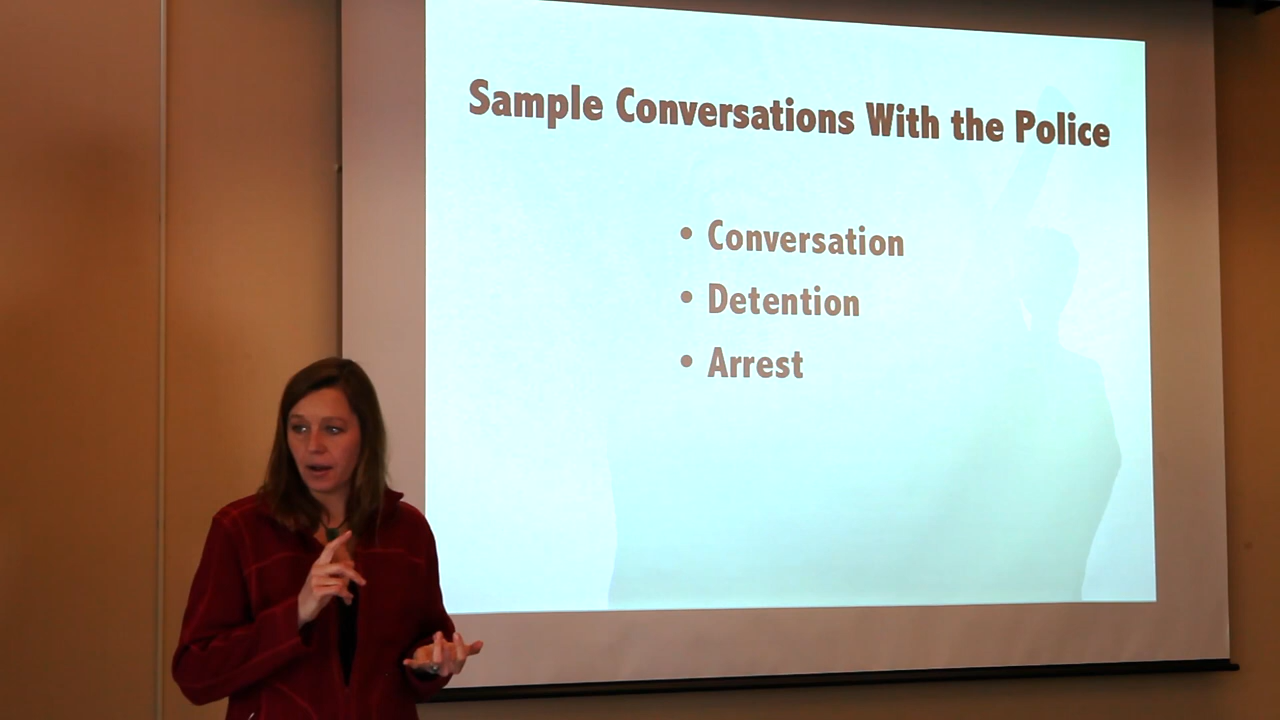 Sample Conversations With the Police
• Conversation
• Detention
• Arrest